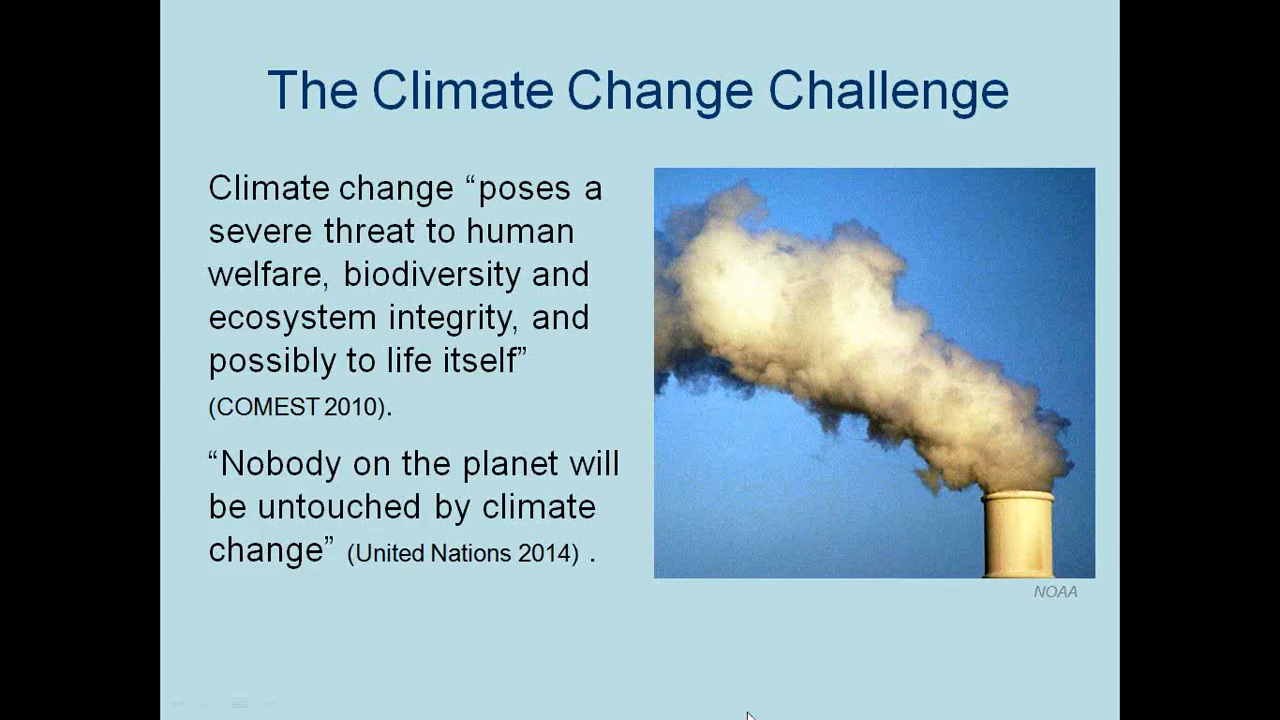 The Climate Change Challenge
Climate change “poses a
severe threat to human
welfare, biodiversity and
ecosystem integrity, and
possibly to life itself”
(COMEST 2010).
“Nobody on the planet will
be untouched by climate
change” (United Nations 2014) .
NOAA